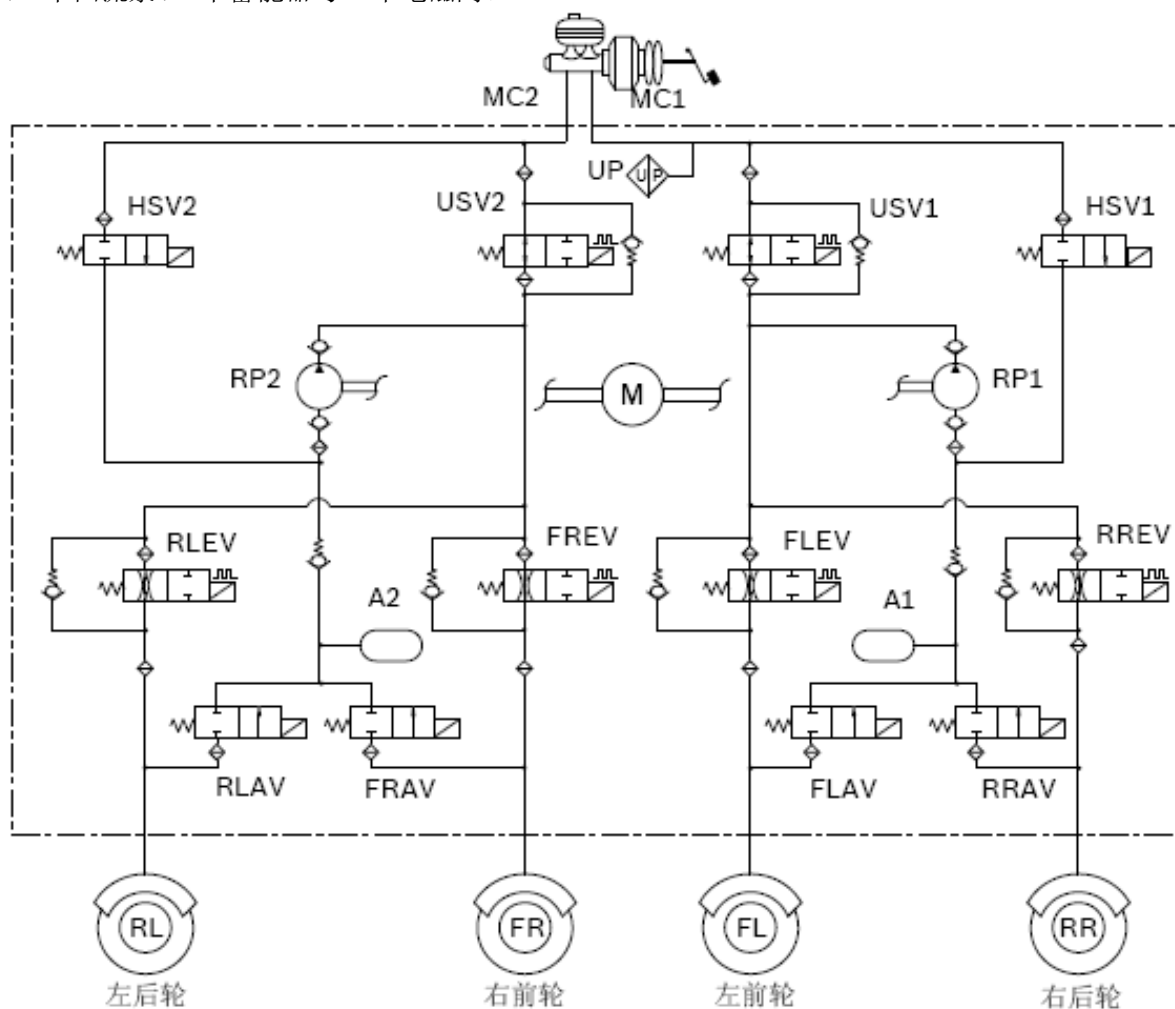 MC2 MC1
UP U P
HSV2 USV2 USV1 HSV1
RP2 M RP1
RLEV FREV FLEV RREV
A2 A1
RLAV FRAV FLAV RRAV
RL FR FL RR
左后轮 右前轮 左前轮 右后轮